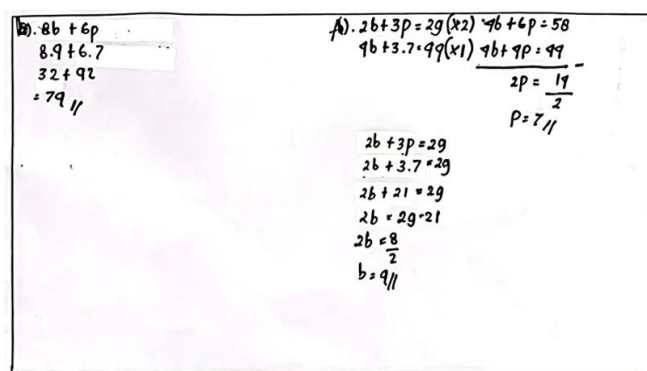 B). 8b + 6p
8.4+6.7
32+42
=74 //
A). 2b+3p=29(×2) 4b+6p=58
4b+3.7=44(×1) 4b+4p=44 −
2p = 14/2
p=7 //
2b+3p=29
2b+3.7=29
2b+21=29
2b=29-21
2b=8/2
b=4 //